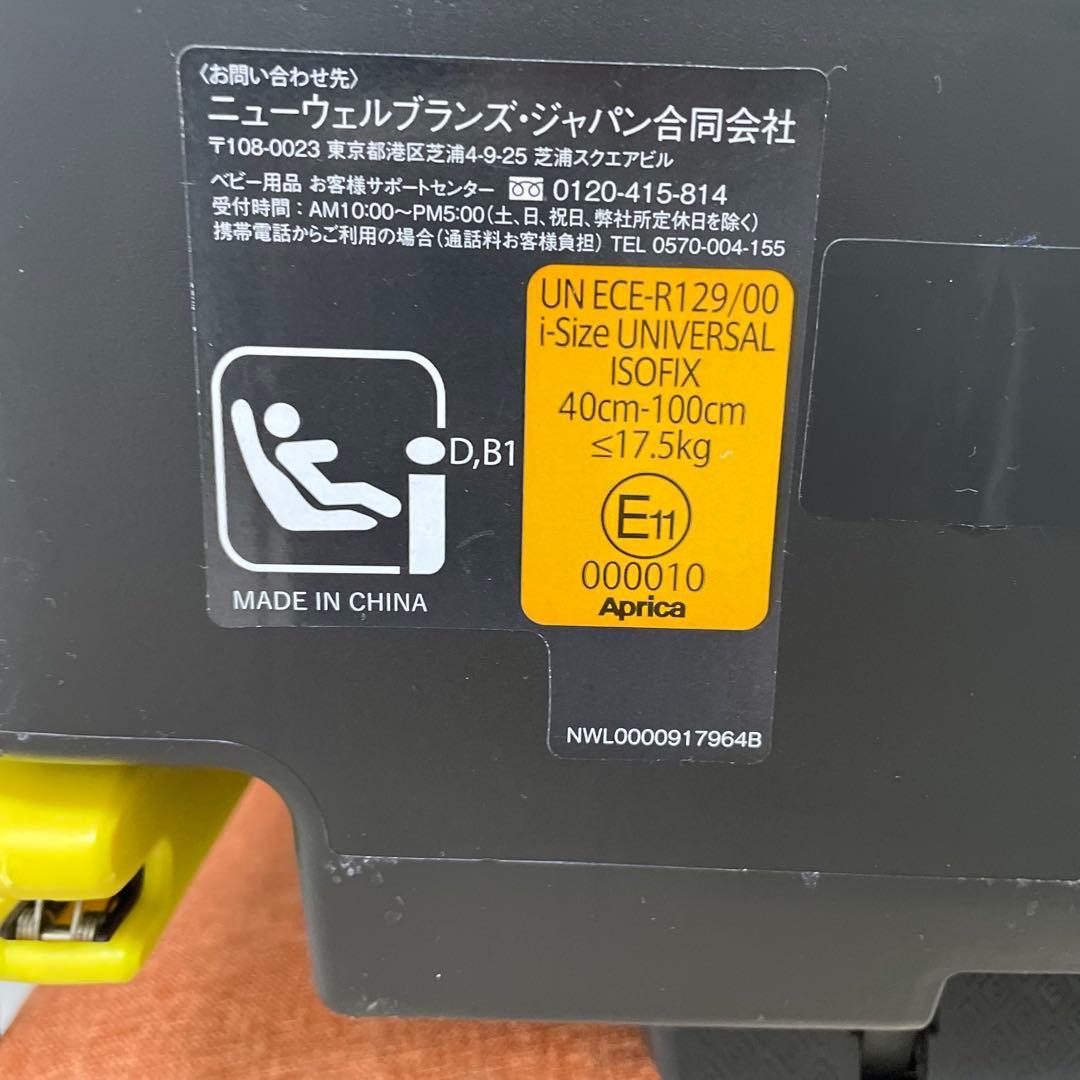 〈お問い合わせ先〉
ニューウェルブランズ・ジャパン合同会社
〒108-0023 東京都港区芝浦4-9-25 芝浦スクエアビル
ベビー用品 お客様サポートセンター 0120-415-814
受付時間：AM10:00〜PM5:00（土、日、祝日、弊社所定休日を除く）
携帯電話からご利用の場合（通話料お客様負担）TEL 0570-004-155
UN ECE-R129/00
i-Size UNIVERSAL
ISOFIX
40cm-100cm
≤17.5kg
E11
000010
Aprica
D,B1
MADE IN CHINA
NWL0000917964B